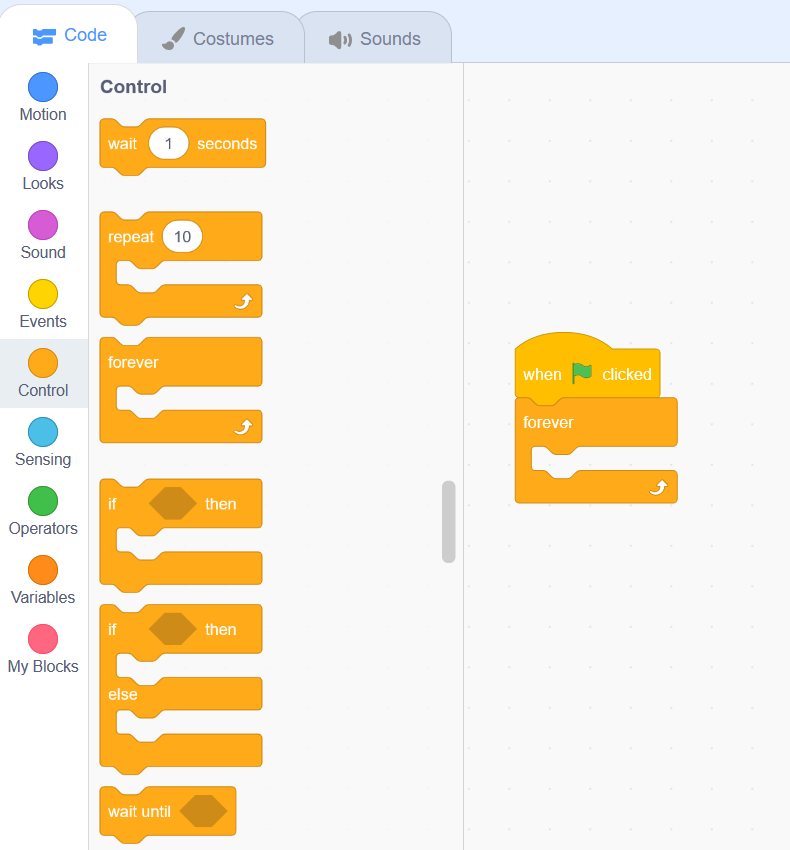 Code
Costumes
Sounds
Motion
Looks
Sound
Events
Control
Sensing
Operators
Variables
My Blocks
Control
wait 1 seconds
repeat 10
forever
if then
if then
else
wait until
when clicked
forever